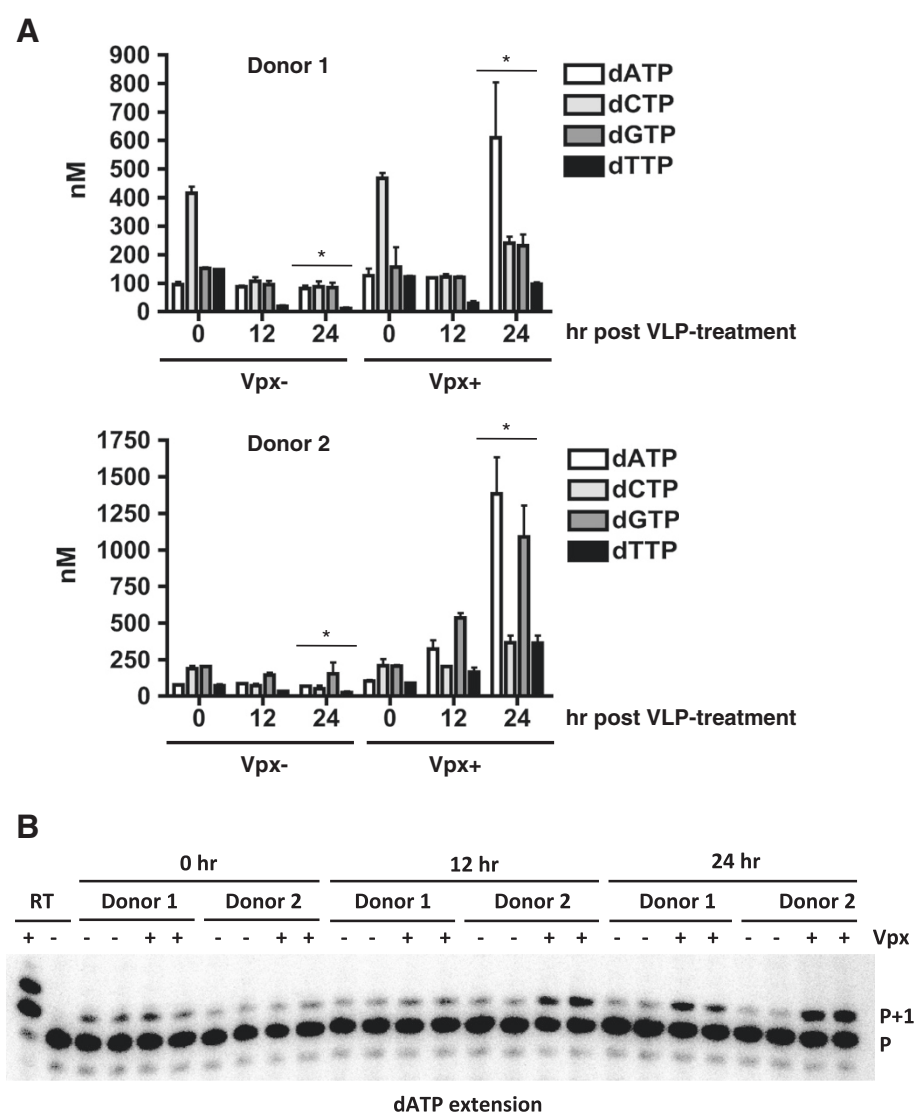 A
Donor 1
nM
900
800
700
600
500
400
300
200
100
0
*
*
dATP
dCTP
dGTP
dTTP
0 12 24 0 12 24 hr post VLP-treatment
Vpx- Vpx+
Donor 2
nM
1750
1500
1250
1000
750
500
250
0
*
*
dATP
dCTP
dGTP
dTTP
0 12 24 0 12 24 hr post VLP-treatment
Vpx- Vpx+
B
0 hr 12 hr 24 hr
RT Donor 1 Donor 2 Donor 1 Donor 2 Donor 1 Donor 2
+ - - - + + - - + + - - + + - - + + - - + + - - + + Vpx
P+1
P
dATP extension